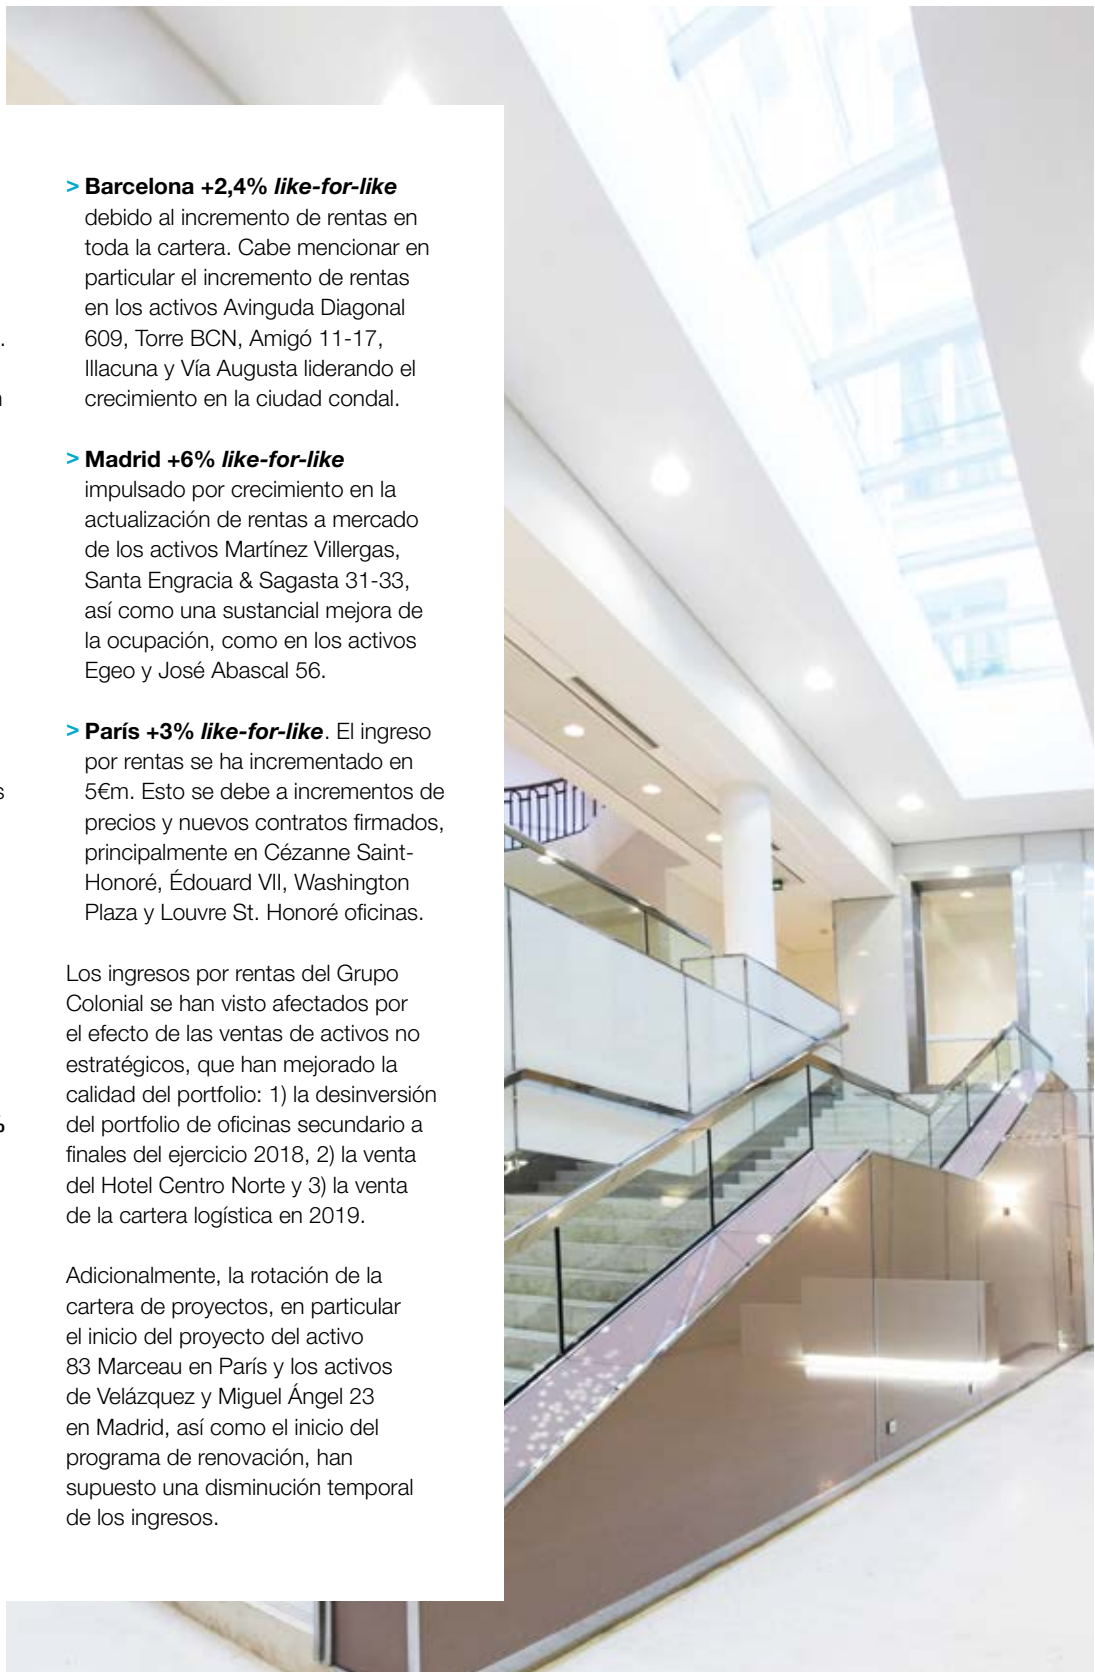 > Barcelona +2,4% like-for-like
debido al incremento de rentas en
toda la cartera. Cabe mencionar en
particular el incremento de rentas
en los activos Avinguda Diagonal
609, Torre BCN, Amigó 11-17,
Illacuna y Vía Augusta liderando el
crecimiento en la ciudad condal.
> Madrid +6% like-for-like
impulsado por crecimiento en la
actualización de rentas a mercado
de los activos Martínez Villergas,
Santa Engracia & Sagasta 31-33,
así como una sustancial mejora de
la ocupación, como en los activos
Egeo y José Abascal 56.
> París +3% like-for-like. El ingreso
por rentas se ha incrementado en
5€m. Esto se debe a incrementos de
precios y nuevos contratos firmados,
principalmente en Cézanne Saint-
Honoré, Édouard VII, Washington
Plaza y Louvre St. Honoré oficinas.
Los ingresos por rentas del Grupo
Colonial se han visto afectados por
el efecto de las ventas de activos no
estratégicos, que han mejorado la
calidad del portfolio: 1) la desinversión
del portfolio de oficinas secundario a
finales del ejercicio 2018, 2) la venta
del Hotel Centro Norte y 3) la venta
de la cartera logística en 2019.
Adicionalmente, la rotación de la
cartera de proyectos, en particular
el inicio del proyecto del activo
83 Marceau en París y los activos
de Velázquez y Miguel Ángel 23
en Madrid, así como el inicio del
programa de renovación, han
supuesto una disminución temporal
de los ingresos.